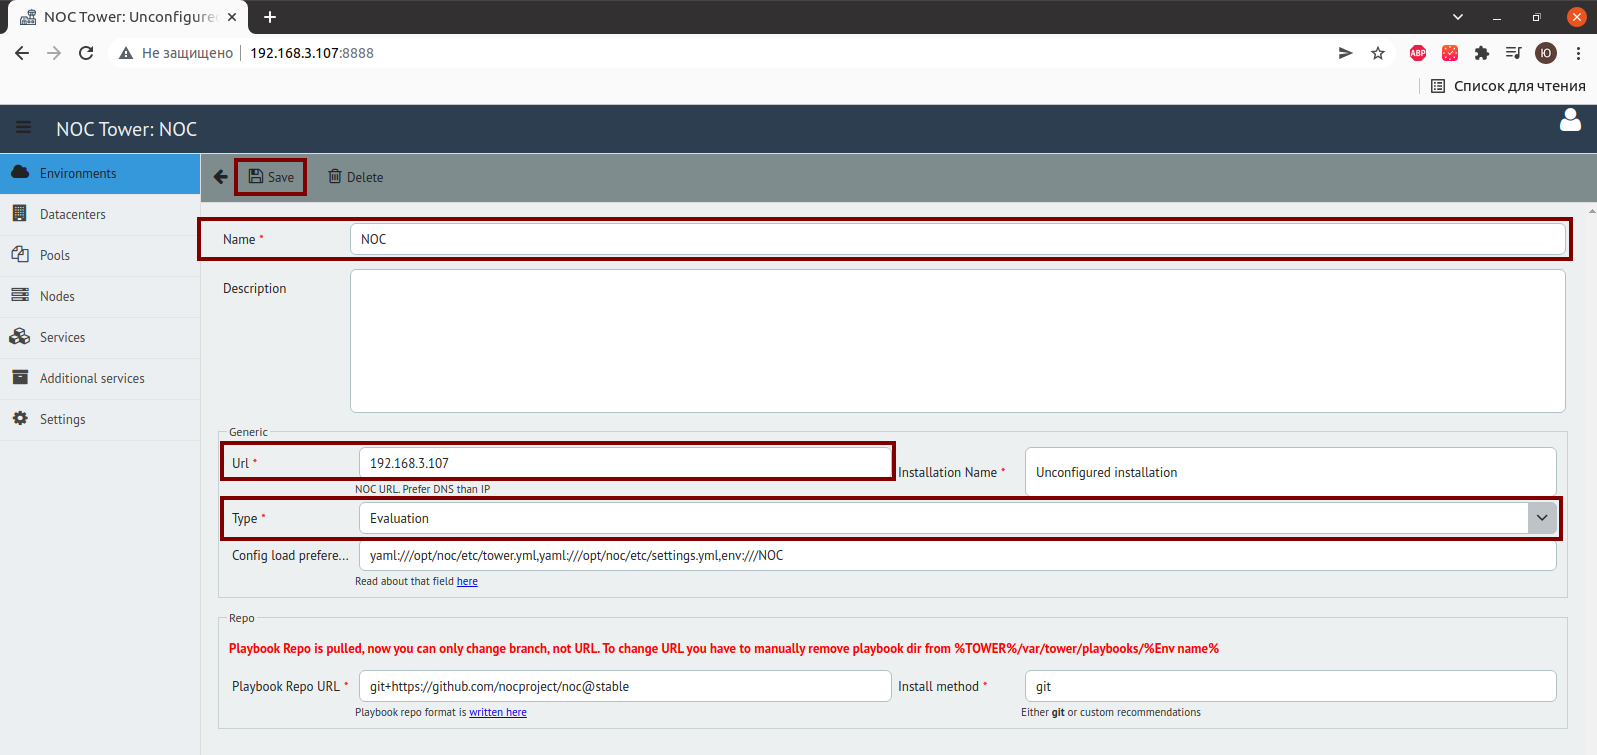 NOC Tower: Unconfigured
Не защищено 192.168.3.107:8888
ABP
Ю
Список для чтения
NOC Tower: NOC
Environments
Save
Delete
Datacenters
Pools
Nodes
Services
Additional services
Settings
Name * NOC
Description
Generic
Url * 192.168.3.107
NOC URL. Prefer DNS than IP
Installation Name * Unconfigured installation
Type * Evaluation
Config load prefere... yaml:///opt/noc/etc/tower.yml,yaml:///opt/noc/etc/settings.yml,env:///NOC
Read about that field here
Repo
Playbook Repo is pulled, now you can only change branch, not URL. To change URL you have to manually remove playbook dir from %TOWER%/var/tower/playbooks/%Env name%
Playbook Repo URL * git+https://github.com/nocproject/noc@stable
Playbook repo format is written here
Install method * git
Either git or custom recommendations